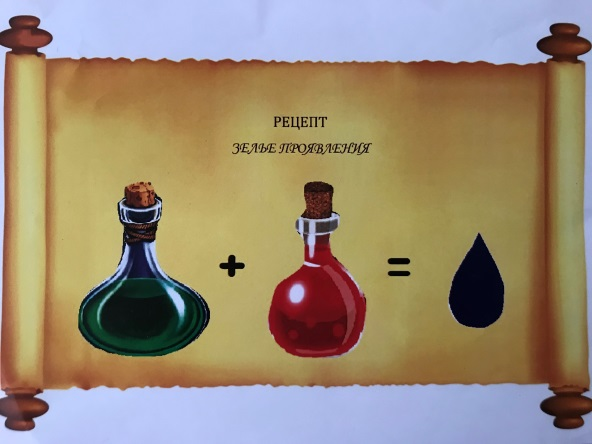 РЕЦЕПТ
ЗЕЛЬЕ ПРОЯВЛЕНИЯ
+
=